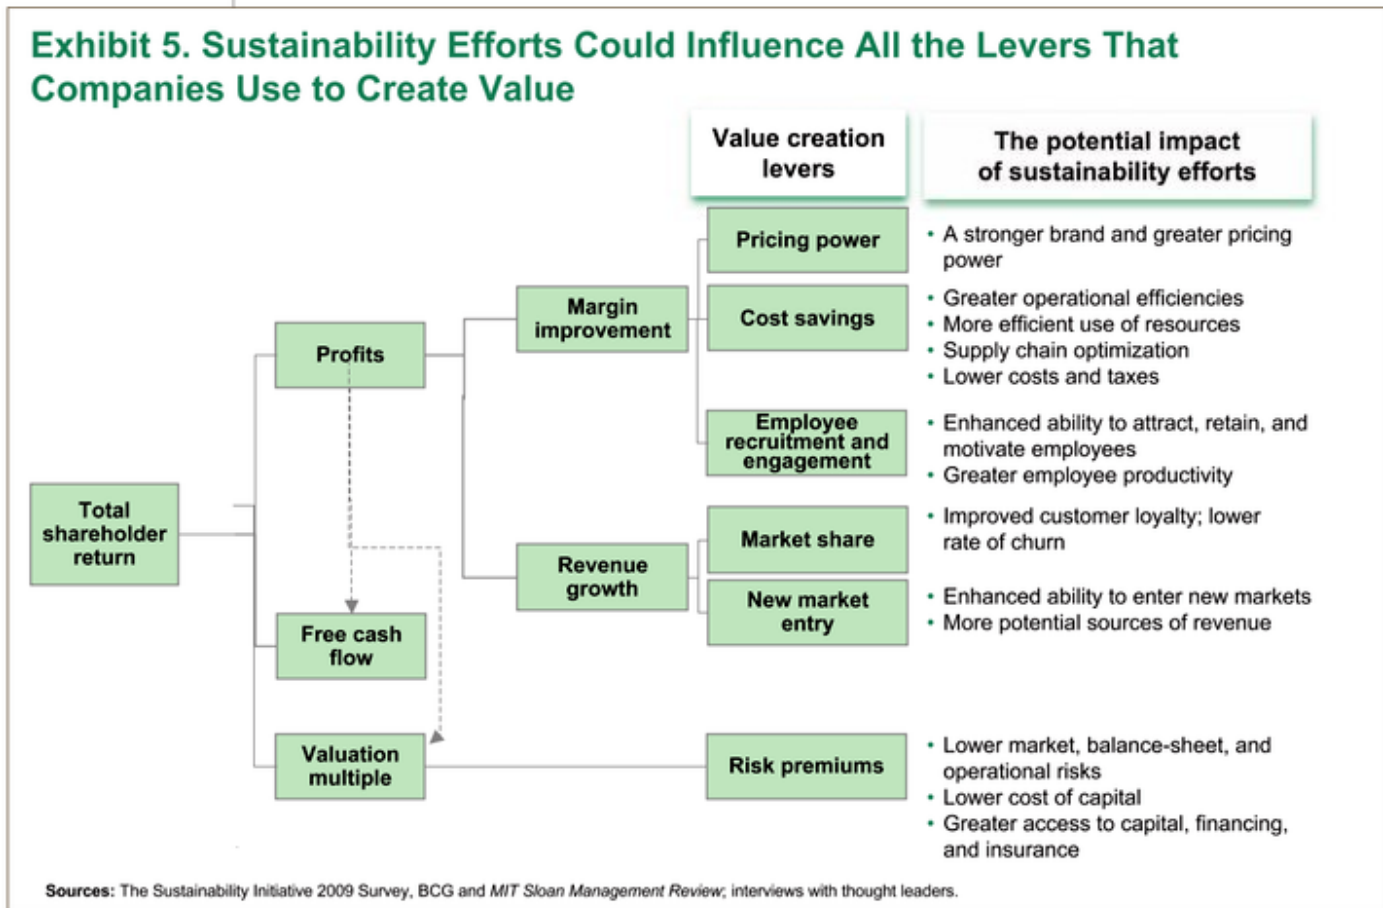 Exhibit 5. Sustainability Efforts Could Influence All the Levers That
Companies Use to Create Value
Value creation
levers
The potential impact
of sustainability efforts
Pricing power
• A stronger brand and greater pricing
power
Margin
improvement
Cost savings
• Greater operational efficiencies
• More efficient use of resources
• Supply chain optimization
• Lower costs and taxes
Profits
Employee
recruitment and
engagement
• Enhanced ability to attract, retain, and
motivate employees
• Greater employee productivity
Total
shareholder
return
Market share
• Improved customer loyalty; lower
rate of churn
Revenue
growth
New market
entry
• Enhanced ability to enter new markets
• More potential sources of revenue
Free cash
flow
Valuation
multiple
Risk premiums
• Lower market, balance-sheet, and
operational risks
• Lower cost of capital
• Greater access to capital, financing,
and insurance
Sources: The Sustainability Initiative 2009 Survey, BCG and MIT Sloan Management Review; interviews with thought leaders.